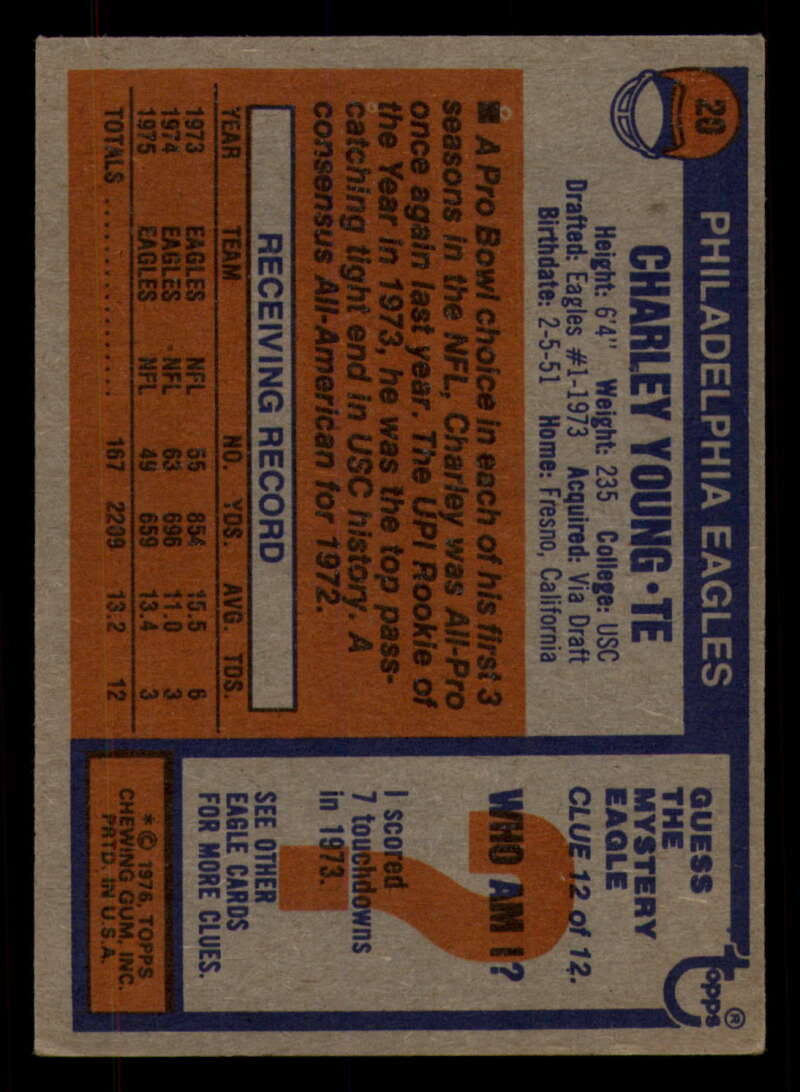 20
PHILADELPHIA EAGLES
CHARLEY YOUNG • TE
Height: 6'4" Weight: 235 College: USC
Drafted: Eagles #1-1973 Acquired: Via Draft
Birthdate: 2-5-51 Home: Fresno, California
■ A Pro Bowl choice in each of his first 3
seasons in the NFL, Charley was All-Pro
once again last year. The UPI Rookie of
the Year in 1973, he was the top pass-
catching tight end in USC history. A
consensus All-American for 1972.
RECEIVING RECORD
YEAR TEAM NO. YDS. AVG. TDS.
1973 EAGLES NFL 55 854 15.5 6
1974 EAGLES NFL 63 696 11.0 3
1975 EAGLES NFL 49 659 13.4 3
TOTALS ............ 167 2209 13.2 12
topps®
GUESS
THE
MYSTERY
EAGLE
CLUE 12 of 12.
WHO AM I?
?
I scored
7 touchdowns
in 1973.
SEE OTHER
EAGLE CARDS
FOR MORE CLUES.
* © 1976, TOPPS
CHEWING GUM, INC.
PRTD. IN U.S.A.